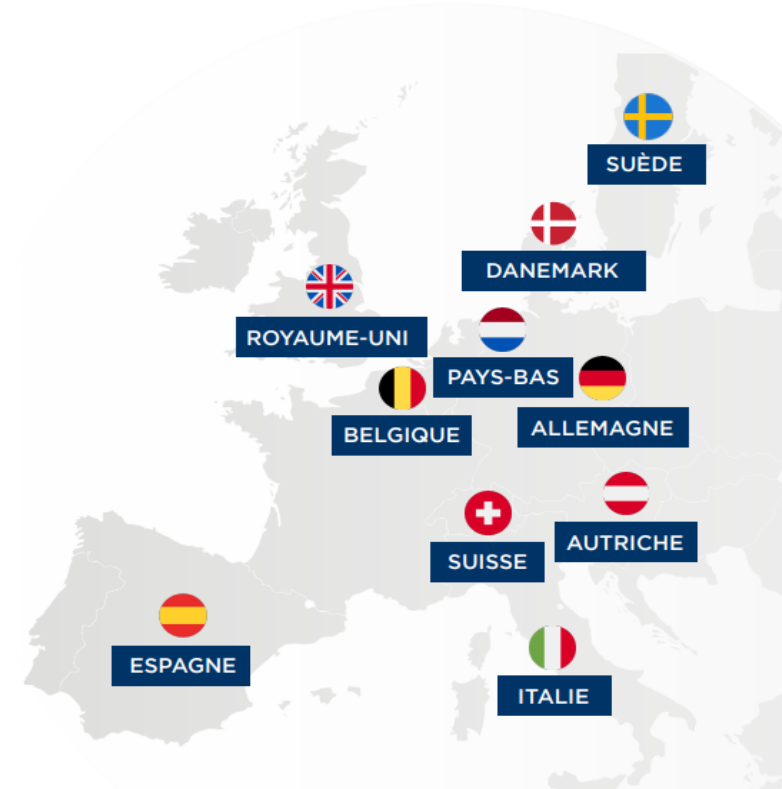 SUÈDE
DANEMARK
ROYAUME-UNI
PAYS-BAS
BELGIQUE
ALLEMAGNE
AUTRICHE
SUISSE
ESPAGNE
ITALIE